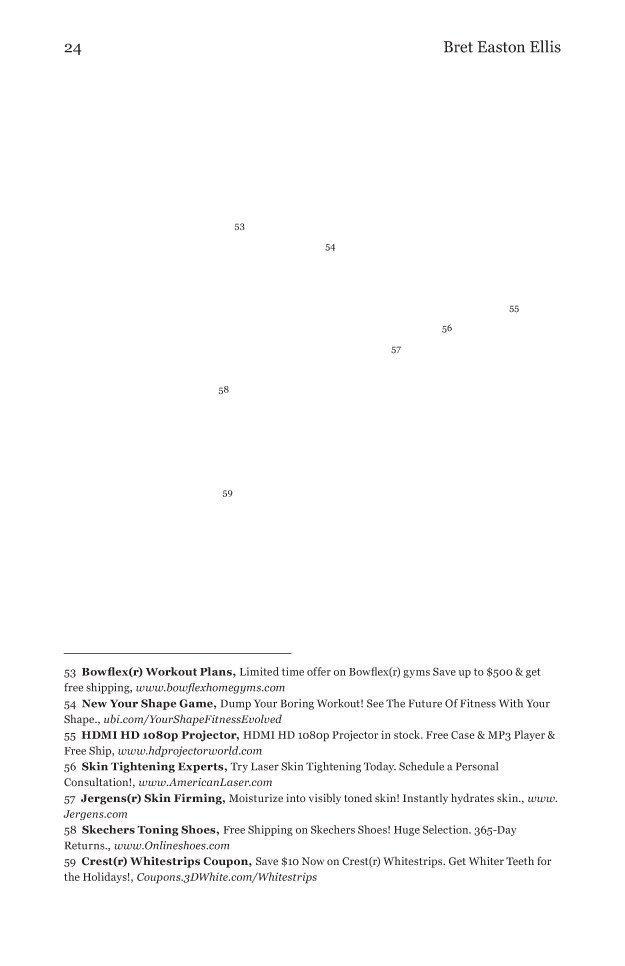 24 Bret Easton Ellis
53
54
55
56
57
58
59
53 Bowflex(r) Workout Plans, Limited time offer on Bowflex(r) gyms Save up to $500 & get
free shipping, www.bowflexhomegyms.com
54 New Your Shape Game, Dump Your Boring Workout! See The Future Of Fitness With Your
Shape., ubi.com/YourShapeFitnessEvolved
55 HDMI HD 1080p Projector, HDMI HD 1080p Projector in stock. Free Case & MP3 Player &
Free Ship, www.hdprojectorworld.com
56 Skin Tightening Experts, Try Laser Skin Tightening Today. Schedule a Personal
Consultation!, www.AmericanLaser.com
57 Jergens(r) Skin Firming, Moisturize into visibly toned skin! Instantly hydrates skin., www.
Jergens.com
58 Skechers Toning Shoes, Free Shipping on Skechers Shoes! Huge Selection. 365-Day
Returns., www.Onlineshoes.com
59 Crest(r) Whitestrips Coupon, Save $10 Now on Crest(r) Whitestrips. Get Whiter Teeth for
the Holidays!, Coupons.3DWhite.com/Whitestrips